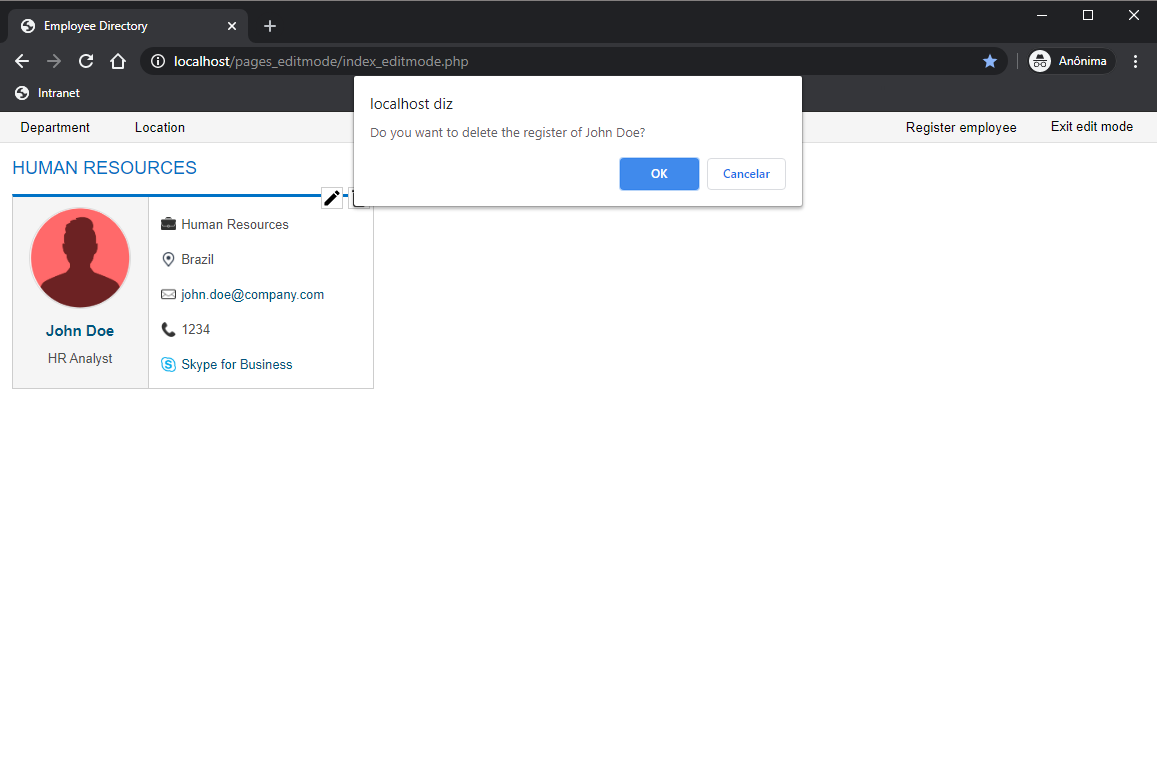 Employee Directory
localhost/pages_editmode/index_editmode.php
Anônima
Intranet
localhost diz
Do you want to delete the register of John Doe?
OK
Cancelar
Department
Location
Register employee
Exit edit mode
HUMAN RESOURCES
John Doe
HR Analyst
Human Resources
Brazil
john.doe@company.com
1234
Skype for Business